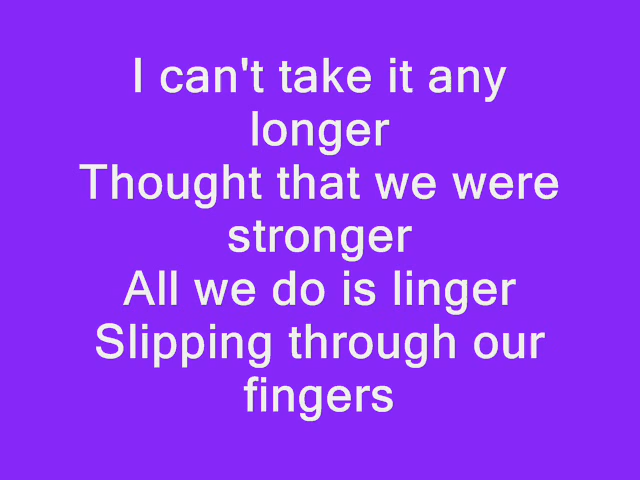 I can't take it any
longer
Thought that we were
stronger
All we do is linger
Slipping through our
fingers